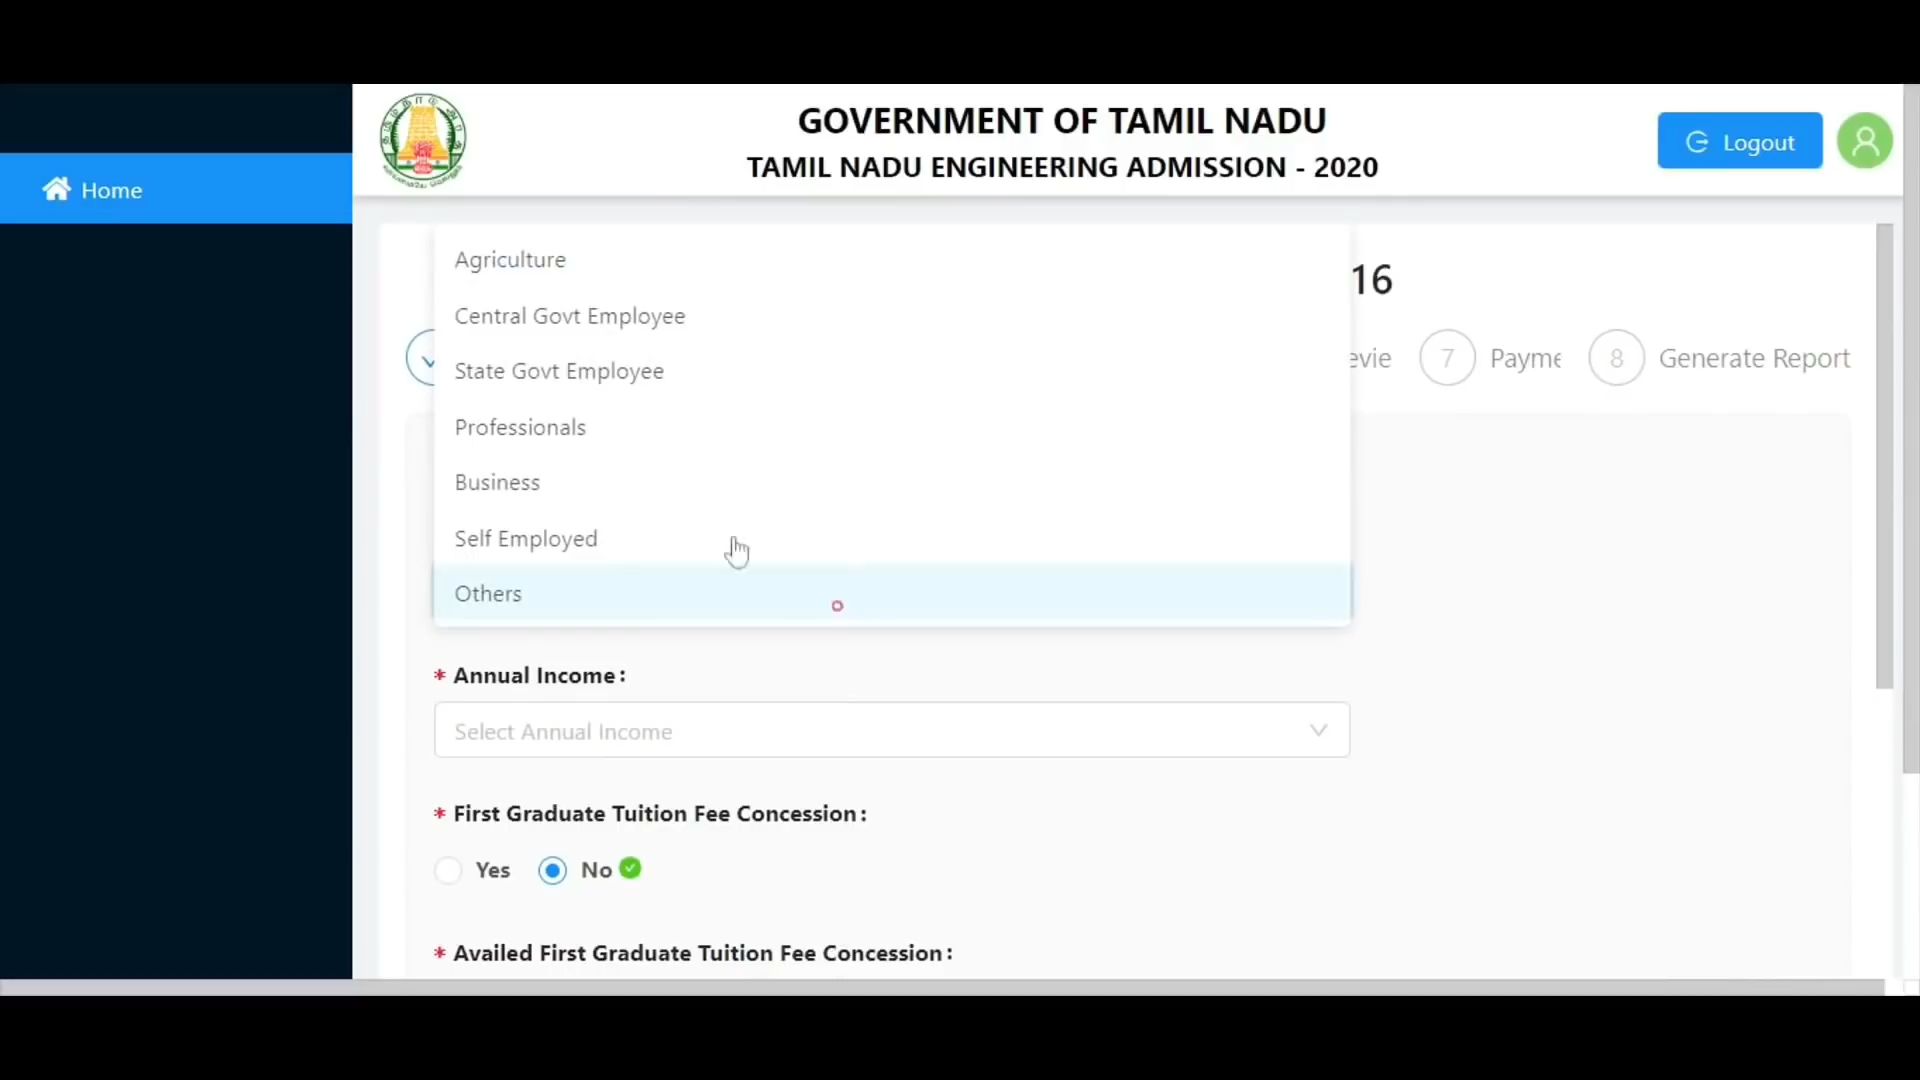 GOVERNMENT OF TAMIL NADU
TAMIL NADU ENGINEERING ADMISSION - 2020
Logout
Home
Agriculture
Central Govt Employee
State Govt Employee
Professionals
Business
Self Employed
Others
16
evie
7 Payme
8 Generate Report
* Annual Income :
Select Annual Income
* First Graduate Tuition Fee Concession :
Yes No
* Availed First Graduate Tuition Fee Concession :